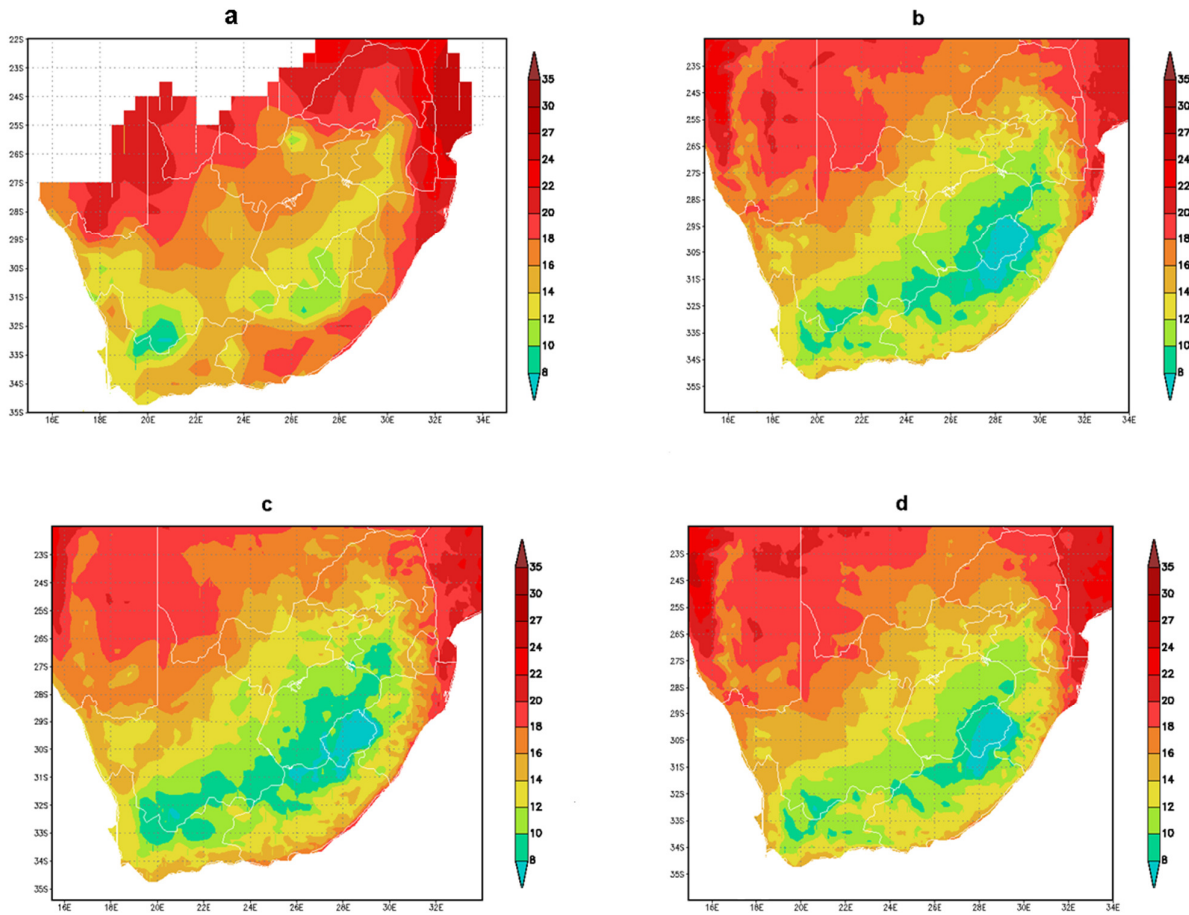 a
22S
23S
24S
25S
26S
27S
28S
29S
30S
31S
32S
33S
34S
35S
16E 18E 20E 22E 24E 26E 28E 30E 32E 34E
35
30
27
24
22
20
18
16
14
12
10
8
b
22S
23S
24S
25S
26S
27S
28S
29S
30S
31S
32S
33S
34S
35S
16E 18E 20E 22E 24E 26E 28E 30E 32E 34E
35
30
27
24
22
20
18
16
14
12
10
8
c
23S
24S
25S
26S
27S
28S
29S
30S
31S
32S
33S
34S
35S
16E 18E 20E 22E 24E 26E 28E 30E 32E
35
30
27
24
22
20
18
16
14
12
10
8
d
23S
24S
25S
26S
27S
28S
29S
30S
31S
32S
33S
34S
35S
16E 18E 20E 22E 24E 26E 28E 30E 32E 34E
35
30
27
24
22
20
18
16
14
12
10
8